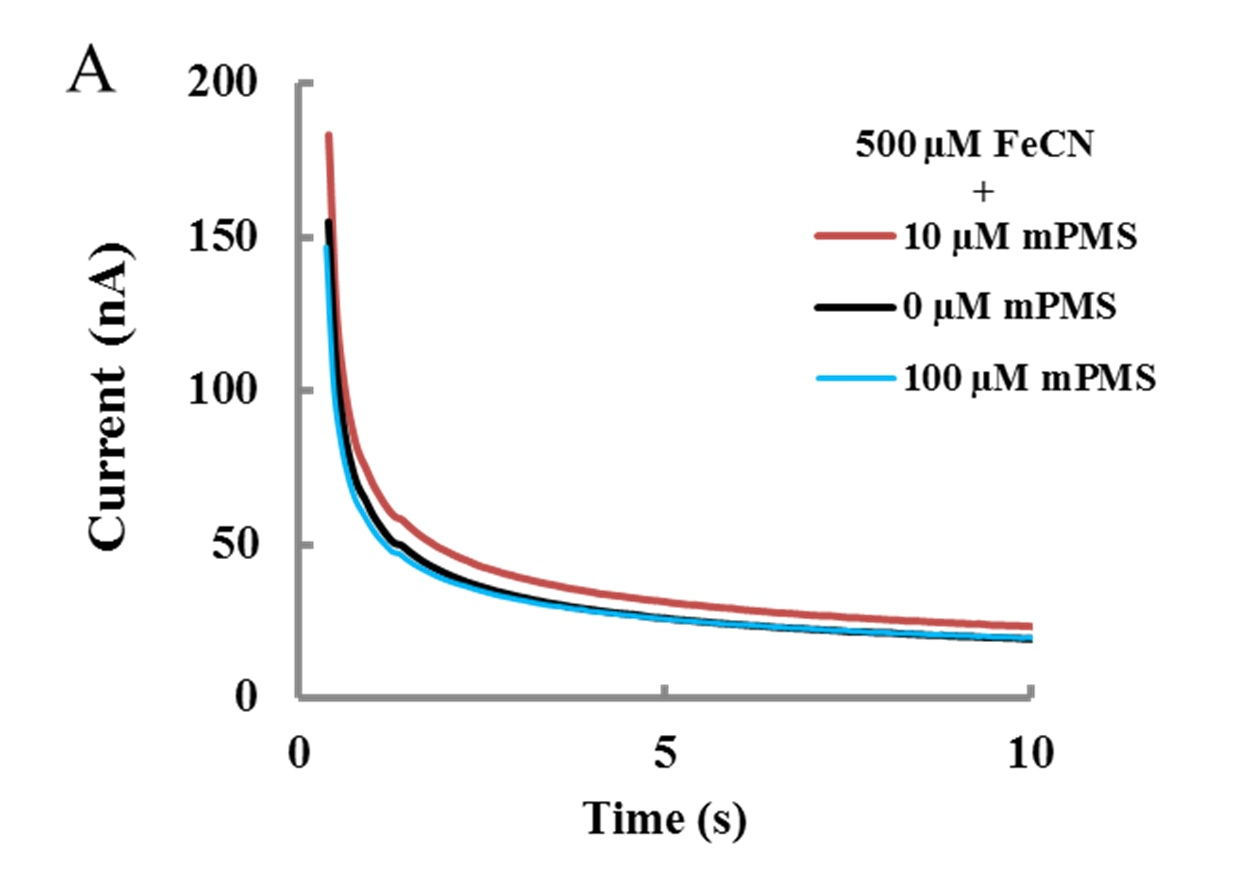 A
200
150
100
50
0
0 5 10
Current (nA)
Time (s)
500 μM FeCN
+
10 μM mPMS
0 μM mPMS
100 μM mPMS